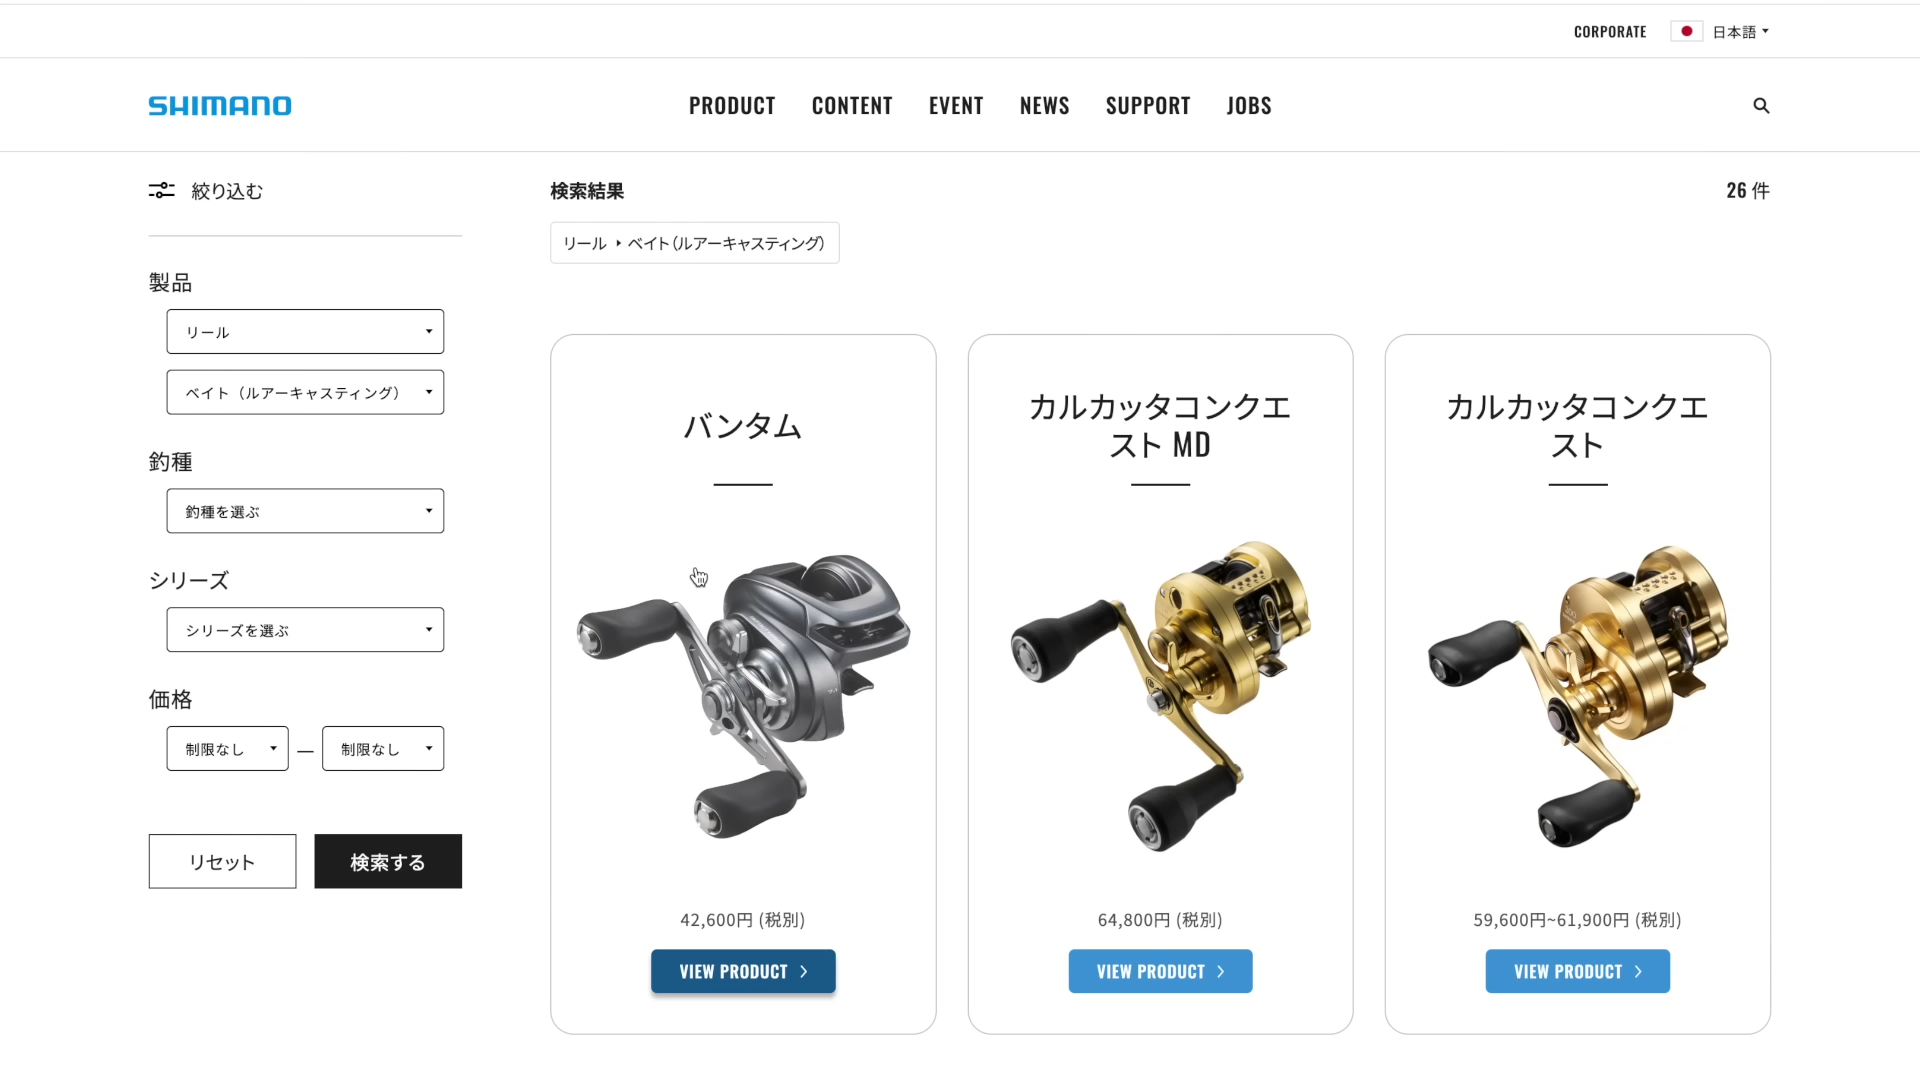 CORPORATE
日本語
SHIMANO
PRODUCT
CONTENT
EVENT
NEWS
SUPPORT
JOBS
絞り込む
検索結果
26 件
リール
ベイト（ルアーキャスティング）
製品
リール
ベイト（ルアーキャスティング）
釣種
釣種を選ぶ
シリーズ
シリーズを選ぶ
価格
制限なし
—
制限なし
リセット
検索する
バンタム
42,600円 (税別)
VIEW PRODUCT
カルカッタコンクエ
スト MD
64,800円 (税別)
VIEW PRODUCT
カルカッタコンクエ
スト
59,600円~61,900円 (税別)
VIEW PRODUCT